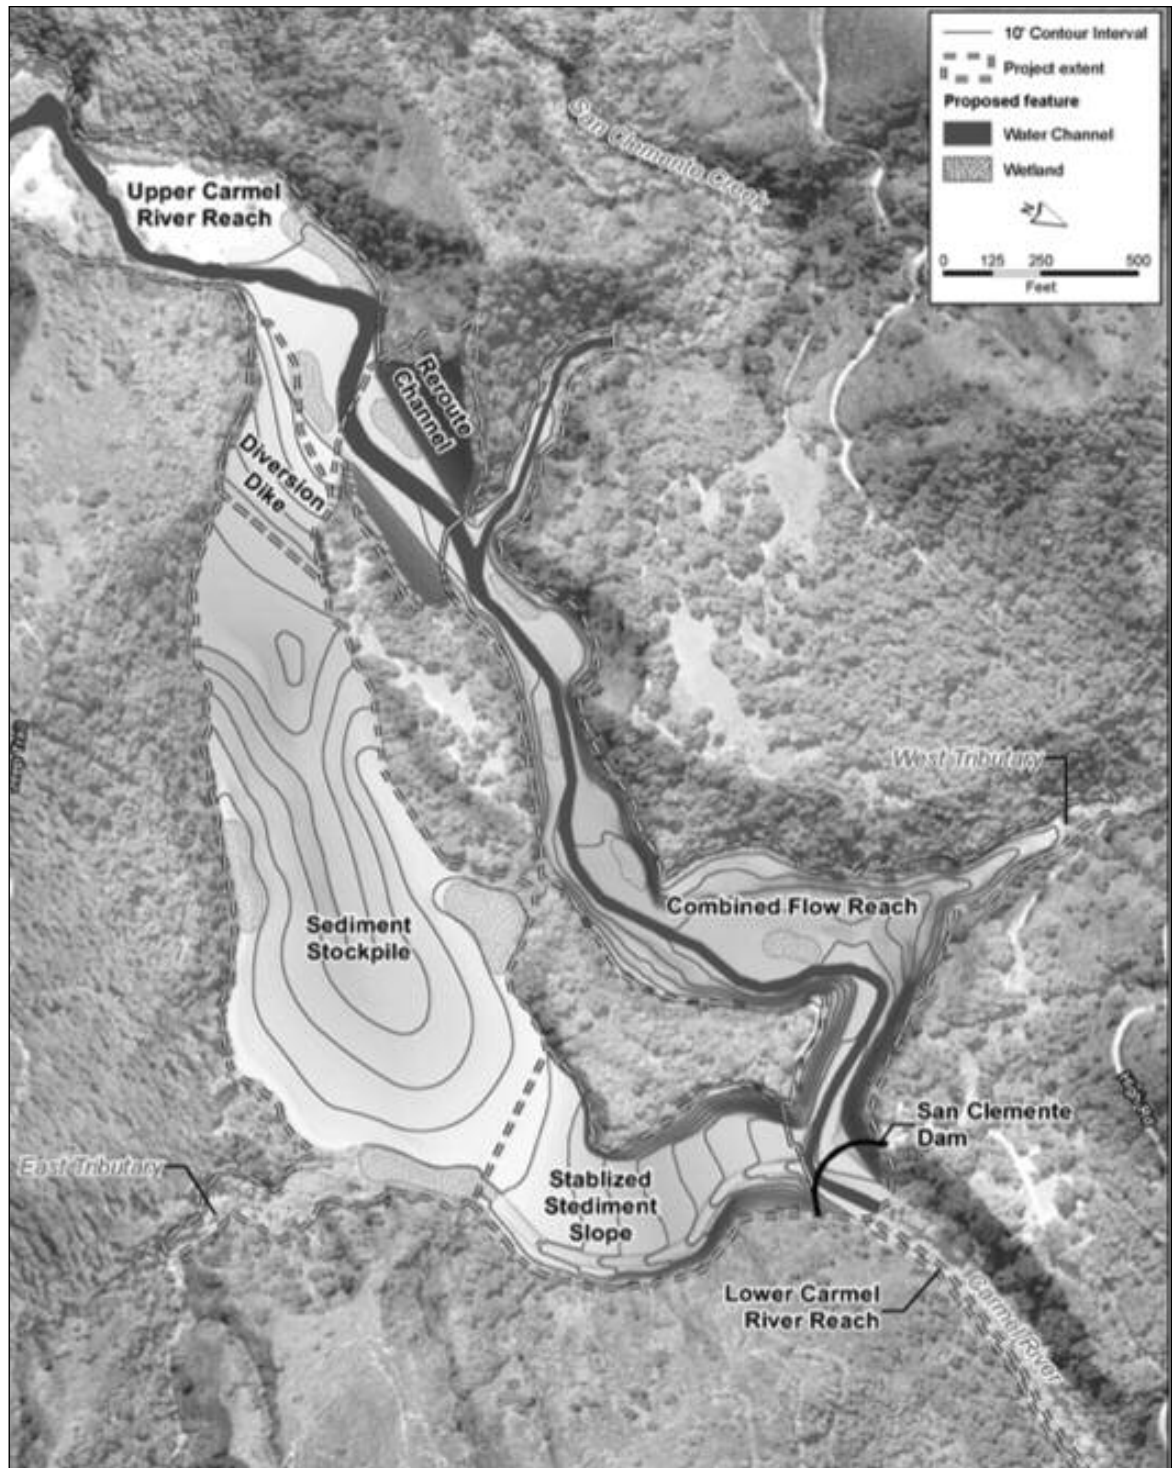 10' Contour Interval
Project extent
Proposed feature
Water Channel
Wetland
N
0 125 250 500
Feet
San Clemente Creek
Upper Carmel
River Reach
Reroute
Channel
Diversion
Dike
West Tributary
Combined Flow Reach
Sediment
Stockpile
San Clemente
Dam
East Tributary
Stablized
Stediment
Slope
Lower Carmel
River Reach
Carmel River